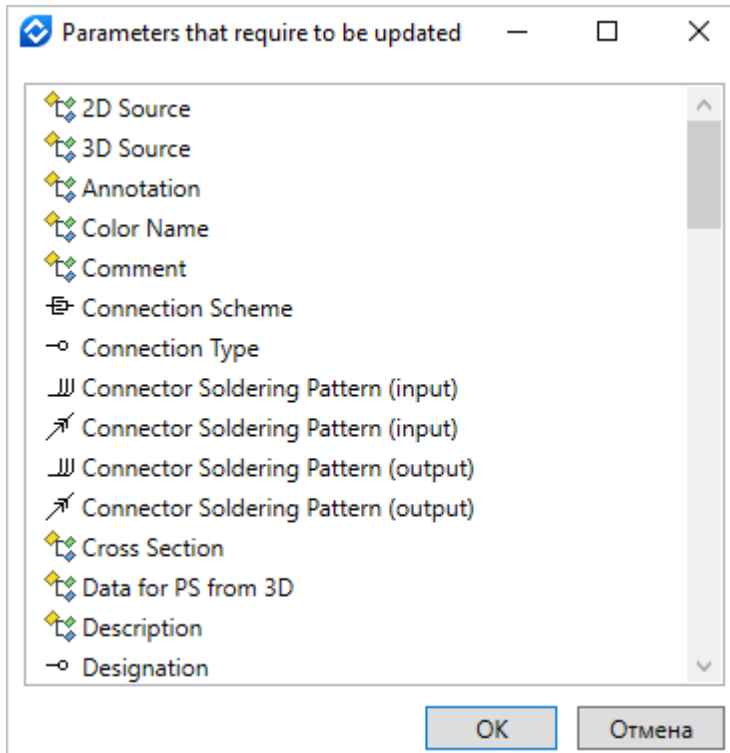 Parameters that require to be updated
2D Source
3D Source
Annotation
Color Name
Comment
Connection Scheme
Connection Type
Connector Soldering Pattern (input)
Connector Soldering Pattern (input)
Connector Soldering Pattern (output)
Connector Soldering Pattern (output)
Cross Section
Data for PS from 3D
Description
Designation
OK Отмена